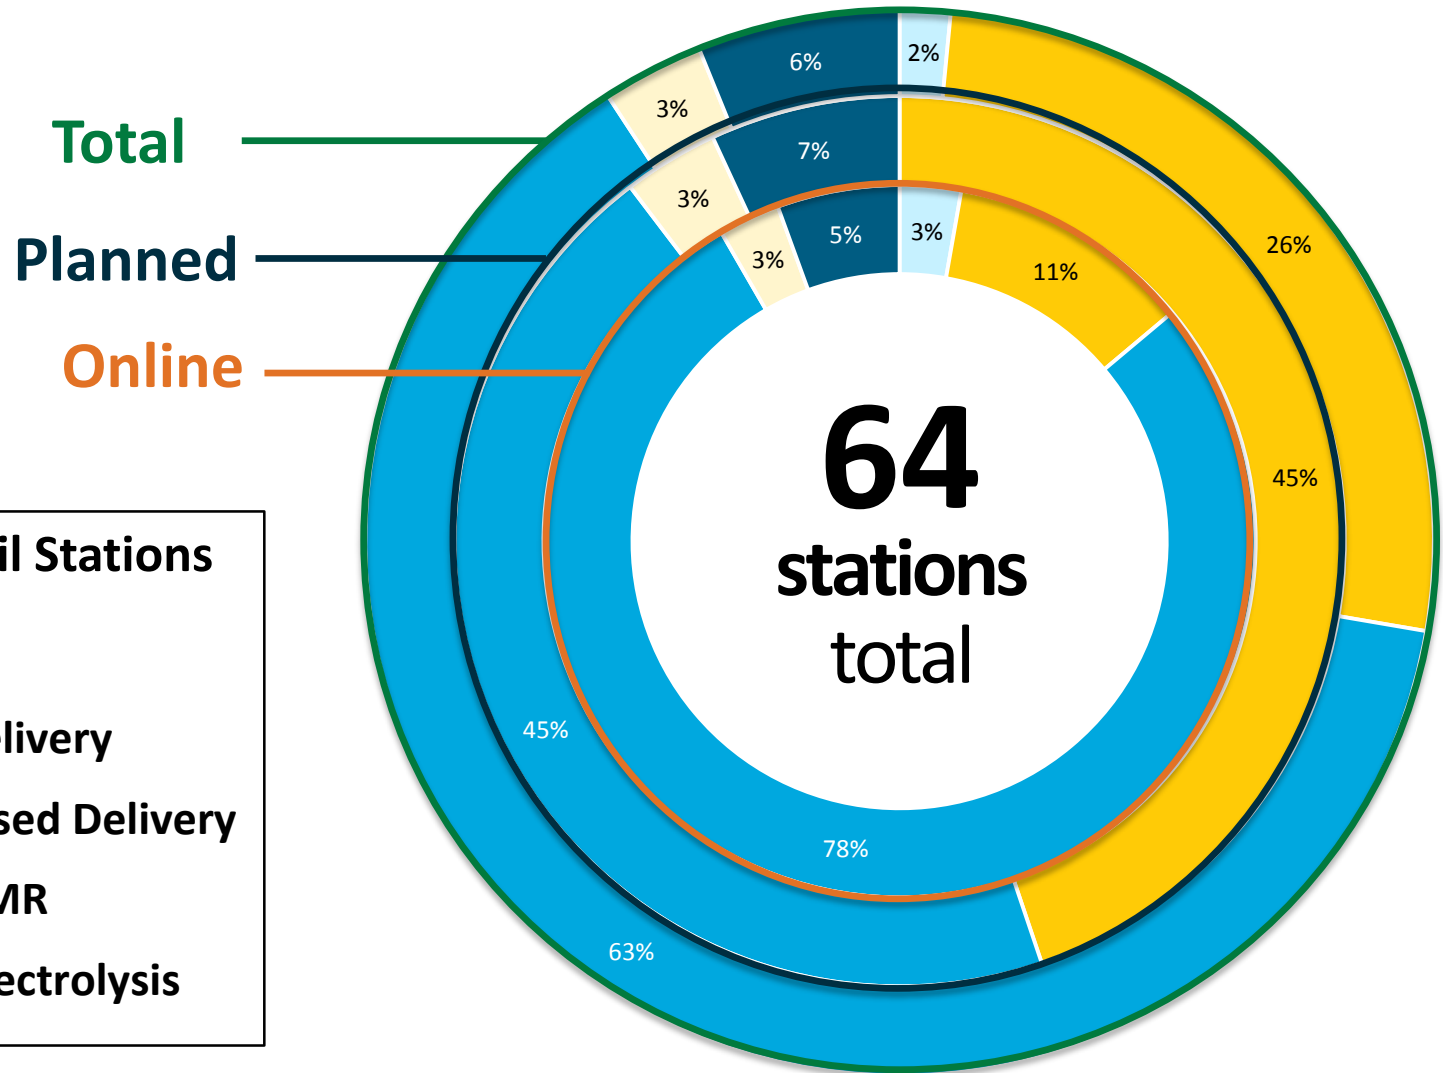 Total
Planned
Online
2%
26%
63%
3%
6%
45%
45%
3%
7%
3%
11%
78%
3%
5%
64
stations
total
il Stations
elivery
sed Delivery
MR
ectrolysis